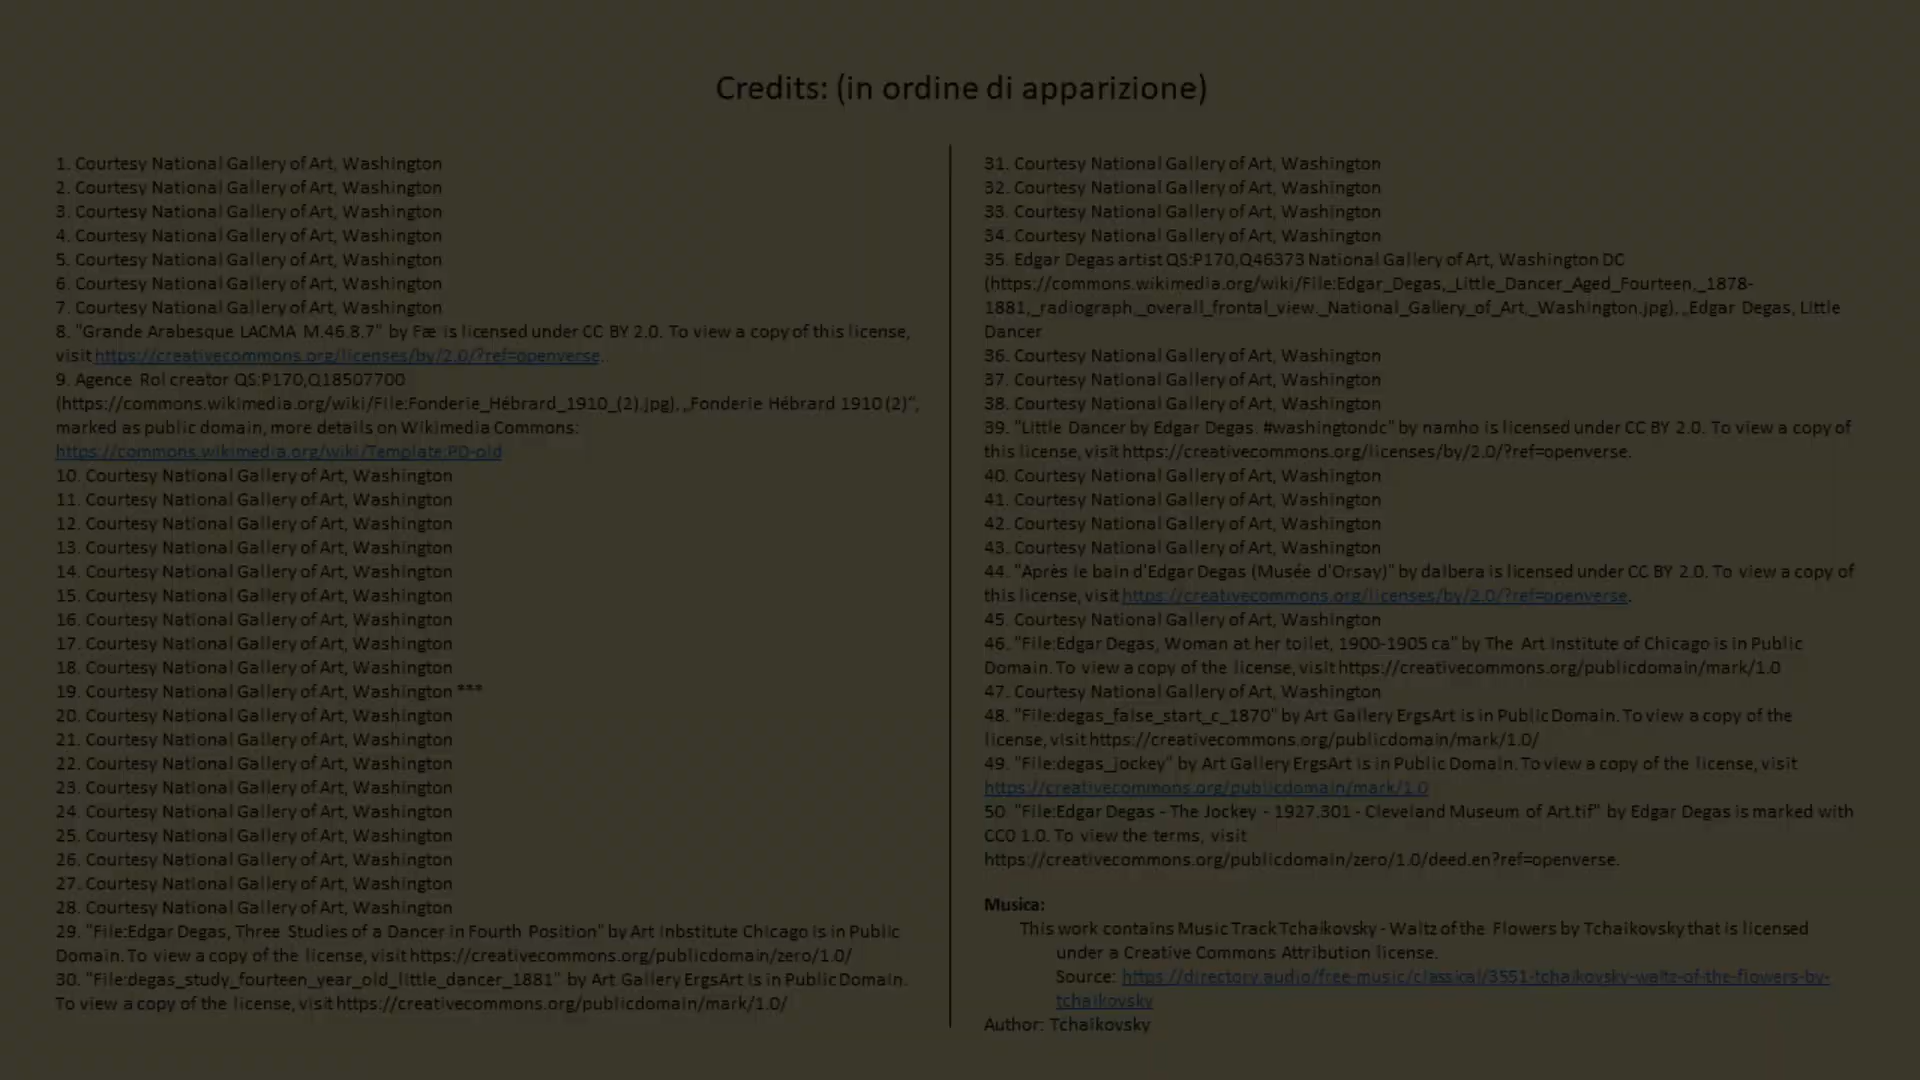 Credits: (in ordine di apparizione)
1. Courtesy National Gallery of Art, Washington
2. Courtesy National Gallery of Art, Washington
3. Courtesy National Gallery of Art, Washington
4. Courtesy National Gallery of Art, Washington
5. Courtesy National Gallery of Art, Washington
6. Courtesy National Gallery of Art, Washington
7. Courtesy National Gallery of Art, Washington
8. "Grande Arabesque LACMA M.46.8.7" by Fæ is licensed under CC BY 2.0. To view a copy of this license,
visit https://creativecommons.org/licenses/by/2.0/?ref=openverse.
9. Agence Rol creator QS:P170,Q18507700
(https://commons.wikimedia.org/wiki/File:Fonderie_Hébrard_1910_(2).jpg), „Fonderie Hébrard 1910 (2)“,
marked as public domain, more details on Wikimedia Commons:
https://commons.wikimedia.org/wiki/Template:PD-old
10. Courtesy National Gallery of Art, Washington
11. Courtesy National Gallery of Art, Washington
12. Courtesy National Gallery of Art, Washington
13. Courtesy National Gallery of Art, Washington
14. Courtesy National Gallery of Art, Washington
15. Courtesy National Gallery of Art, Washington
16. Courtesy National Gallery of Art, Washington
17. Courtesy National Gallery of Art, Washington
18. Courtesy National Gallery of Art, Washington
19. Courtesy National Gallery of Art, Washington ***
20. Courtesy National Gallery of Art, Washington
21. Courtesy National Gallery of Art, Washington
22. Courtesy National Gallery of Art, Washington
23. Courtesy National Gallery of Art, Washington
24. Courtesy National Gallery of Art, Washington
25. Courtesy National Gallery of Art, Washington
26. Courtesy National Gallery of Art, Washington
27. Courtesy National Gallery of Art, Washington
28. Courtesy National Gallery of Art, Washington
29. "File:Edgar Degas, Three Studies of a Dancer in Fourth Position" by Art Inbstitute Chicago is in Public
Domain. To view a copy of the license, visit https://creativecommons.org/publicdomain/zero/1.0/
30. "File:degas_study_fourteen_year_old_little_dancer_1881" by Art Gallery ErgsArt is in Public Domain.
To view a copy of the license, visit https://creativecommons.org/publicdomain/mark/1.0/
31. Courtesy National Gallery of Art, Washington
32. Courtesy National Gallery of Art, Washington
33. Courtesy National Gallery of Art, Washington
34. Courtesy National Gallery of Art, Washington
35. Edgar Degas artist QS:P170,Q46373 National Gallery of Art, Washington DC
(https://commons.wikimedia.org/wiki/File:Edgar_Degas,_Little_Dancer_Aged_Fourteen,_1878-
1881,_radiograph,_overall_frontal_view,_National_Gallery_of_Art,_Washington.jpg), „Edgar Degas, Little
Dancer
36. Courtesy National Gallery of Art, Washington
37. Courtesy National Gallery of Art, Washington
38. Courtesy National Gallery of Art, Washington
39. "Little Dancer by Edgar Degas. #washingtondc" by namho is licensed under CC BY 2.0. To view a copy of
this license, visit https://creativecommons.org/licenses/by/2.0/?ref=openverse.
40. Courtesy National Gallery of Art, Washington
41. Courtesy National Gallery of Art, Washington
42. Courtesy National Gallery of Art, Washington
43. Courtesy National Gallery of Art, Washington
44. "Après le bain d'Edgar Degas (Musée d'Orsay)" by dalbera is licensed under CC BY 2.0. To view a copy of
this license, visit https://creativecommons.org/licenses/by/2.0/?ref=openverse.
45. Courtesy National Gallery of Art, Washington
46. "File:Edgar Degas, Woman at her toilet, 1900-1905 ca" by The Art Institute of Chicago is in Public
Domain. To view a copy of the license, visit https://creativecommons.org/publicdomain/mark/1.0
47. Courtesy National Gallery of Art, Washington
48. "File:degas_false_start_c_1870" by Art Gallery ErgsArt is in Public Domain. To view a copy of the
license, visit https://creativecommons.org/publicdomain/mark/1.0/
49. "File:degas_jockey" by Art Gallery ErgsArt is in Public Domain. To view a copy of the license, visit
https://creativecommons.org/publicdomain/mark/1.0
50. "File:Edgar Degas - The Jockey - 1927.301 - Cleveland Museum of Art.tif" by Edgar Degas is marked with
CC0 1.0. To view the terms, visit
https://creativecommons.org/publicdomain/zero/1.0/deed.en?ref=openverse.
Musica:
This work contains Music Track Tchaikovsky - Waltz of the Flowers by Tchaikovsky that is licensed
under a Creative Commons Attribution license.
Source: https://directory.audio/free-music/classical/3551-tchaikovsky-waltz-of-the-flowers-by-
tchaikovsky
Author: Tchaikovsky